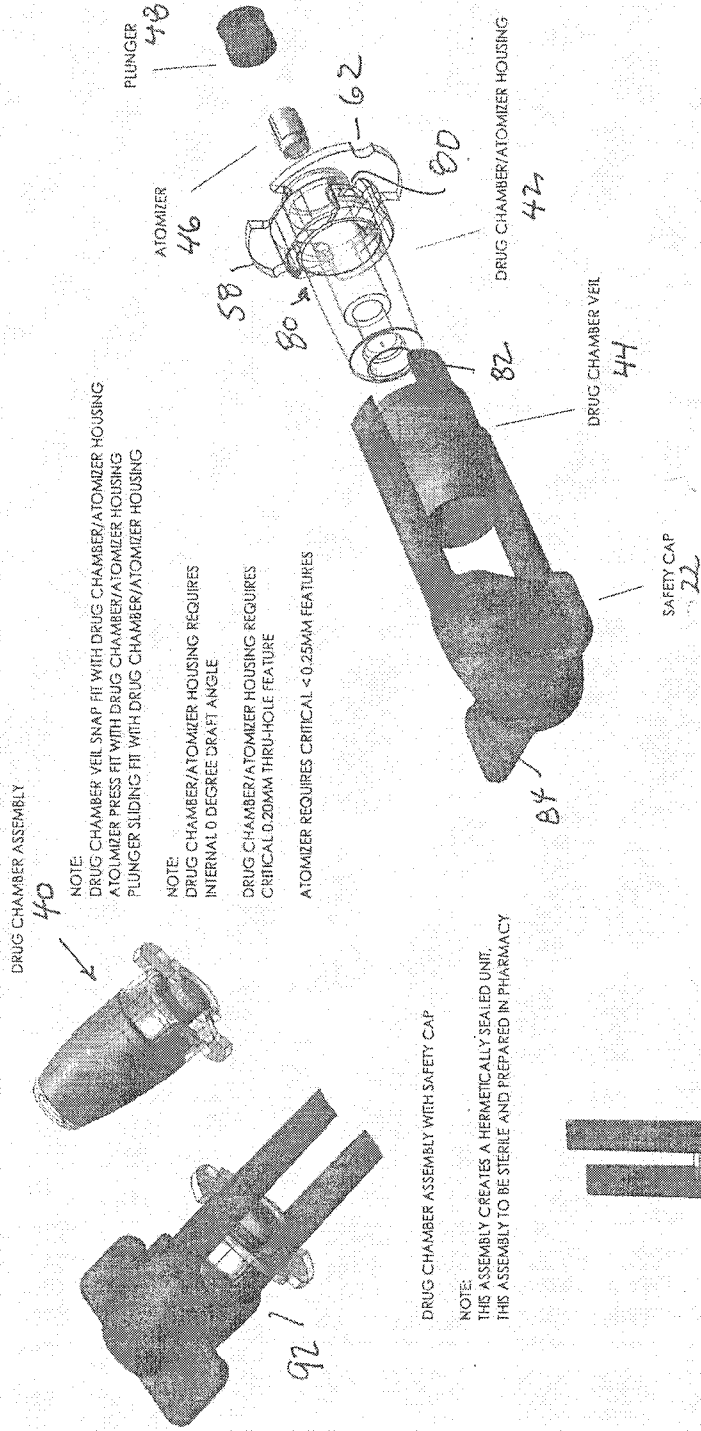 DRUG CHAMBER ASSEMBLY
40
NOTE:
DRUG CHAMBER VEIL SNAP FIT WITH DRUG CHAMBER/ATOMIZER HOUSING
ATOLMIZER PRESS FIT WITH DRUG CHAMBER/ATOMIZER HOUSING
PLUNGER SLIDING FIT WITH DRUG CHAMBER/ATOMIZER HOUSING
NOTE:
DRUG CHAMBER/ATOMIZER HOUSING REQUIRES
INTERNAL 0 DEGREE DRAFT ANGLE
DRUG CHAMBER/ATOMIZER HOUSING REQUIRES
CRITICAL 0.20MM THRU-HOLE FEATURE
ATOMIZER REQUIRES CRITICAL < 0.25MM FEATURES
PLUNGER
48
ATOMIZER
46
62
58
80
80
DRUG CHAMBER/ATOMIZER HOUSING
42
82
DRUG CHAMBER VEIL
44
SAFETY CAP
22
84
92
DRUG CHAMBER ASSEMBLY WITH SAFETY CAP
NOTE:
THIS ASSEMBLY CREATES A HERMETICALLY SEALED UNIT,
THIS ASSEMBLY TO BE STERILE AND PREPARED IN PHARMACY